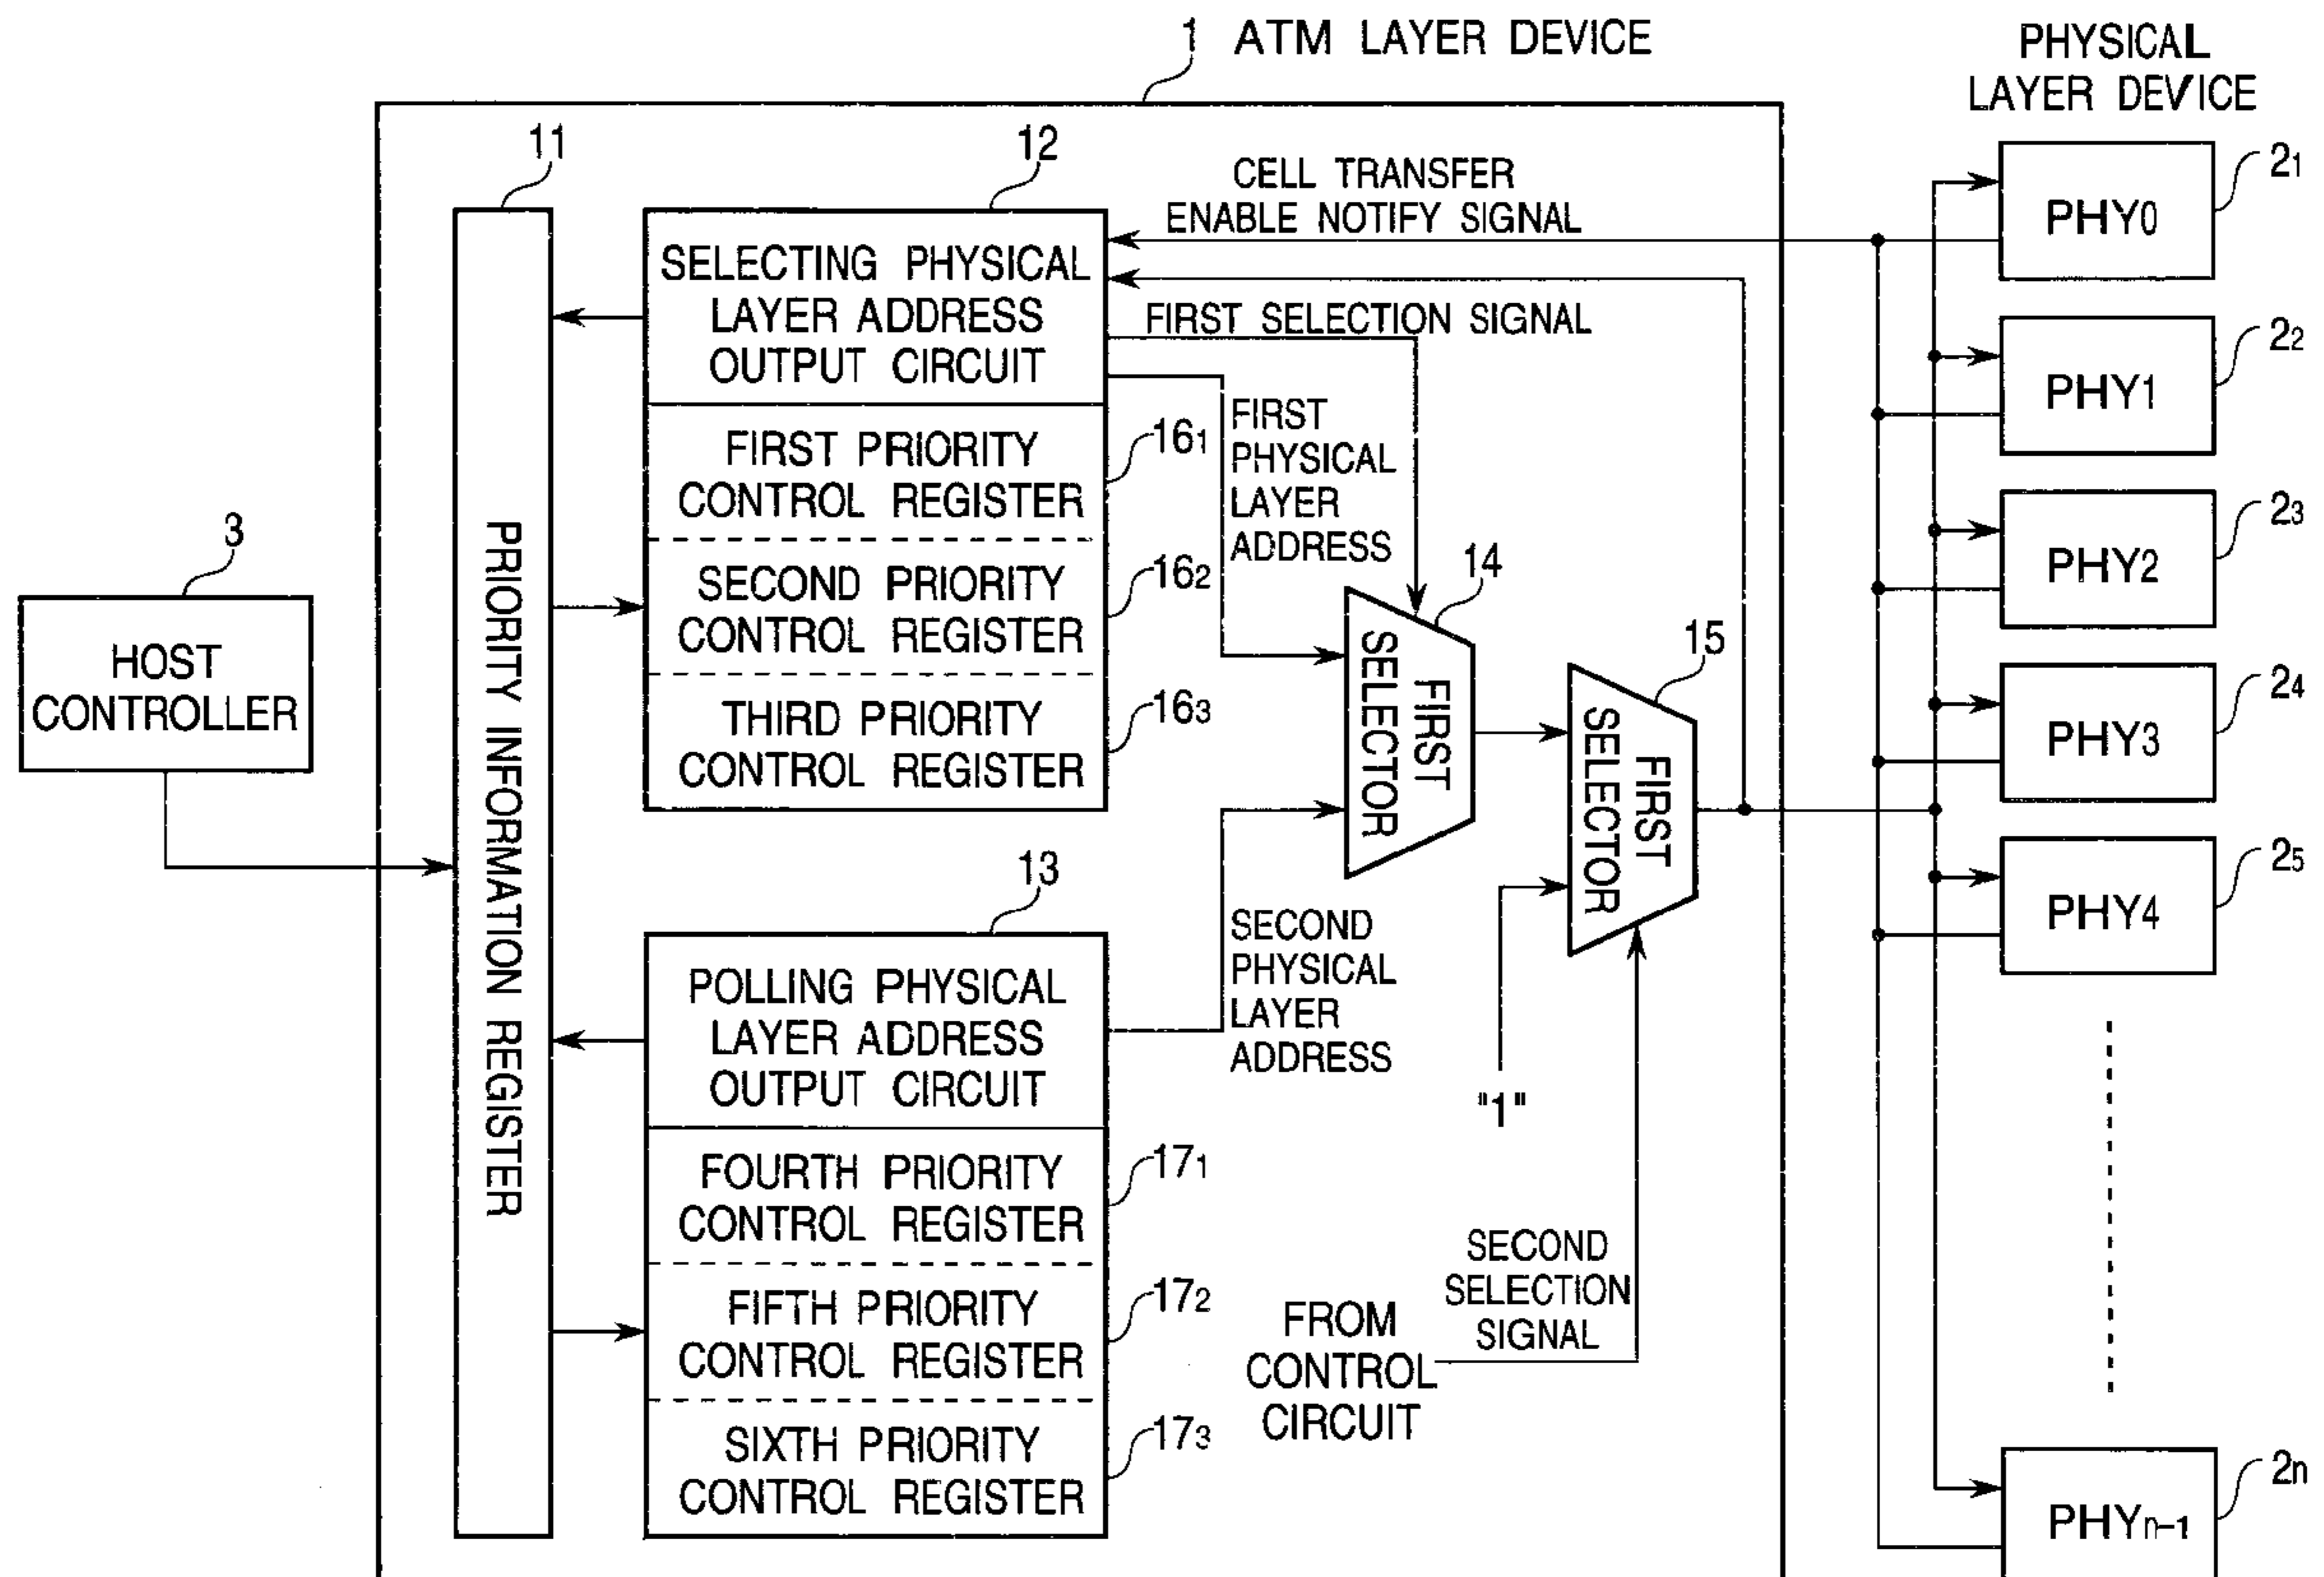 1 ATM LAYER DEVICE
PHYSICAL
LAYER DEVICE
11
12
CELL TRANSFER
ENABLE NOTIFY SIGNAL
SELECTING PHYSICAL
LAYER ADDRESS
OUTPUT CIRCUIT
FIRST SELECTION SIGNAL
FIRST
PHYSICAL
LAYER
ADDRESS
FIRST PRIORITY
CONTROL REGISTER
161
SECOND PRIORITY
CONTROL REGISTER
162
THIRD PRIORITY
CONTROL REGISTER
163
3
HOST
CONTROLLER
PRIORITY INFORMATION REGISTER
14
FIRST
SELECTOR
15
FIRST
SELECTOR
13
POLLING PHYSICAL
LAYER ADDRESS
OUTPUT CIRCUIT
SECOND
PHYSICAL
LAYER
ADDRESS
"1"
FOURTH PRIORITY
CONTROL REGISTER
171
FIFTH PRIORITY
CONTROL REGISTER
172
SIXTH PRIORITY
CONTROL REGISTER
173
SECOND
SELECTION
SIGNAL
FROM
CONTROL
CIRCUIT
PHY0
21
PHY1
22
PHY2
23
PHY3
24
PHY4
25
PHYn-1
2n